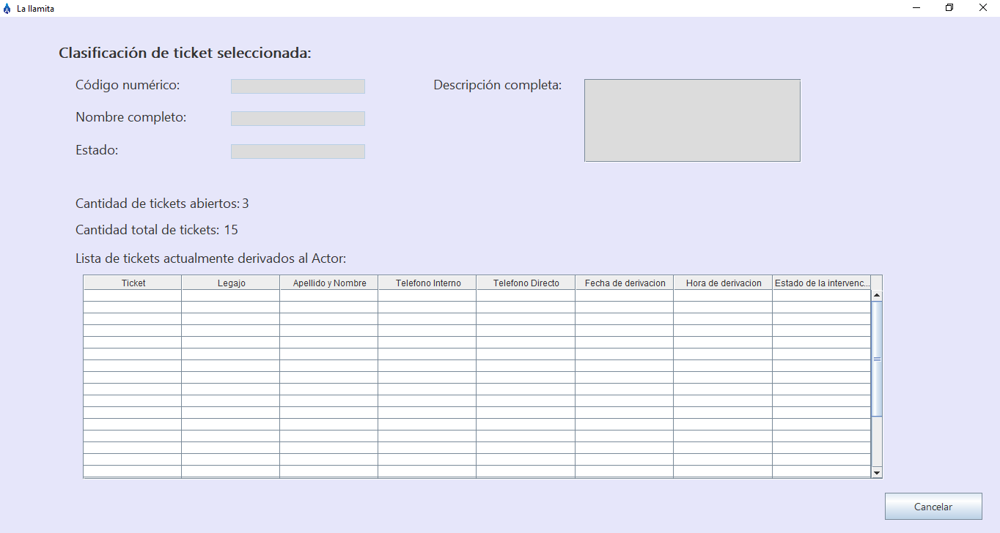 La llamita
Clasificación de ticket seleccionada:
Código numérico:
Descripción completa:
Nombre completo:
Estado:
Cantidad de tickets abiertos: 3
Cantidad total de tickets: 15
Lista de tickets actualmente derivados al Actor:
Ticket Legajo Apellido y Nombre Telefono Interno Telefono Directo Fecha de derivacion Hora de derivacion Estado de la intervenc...
Cancelar